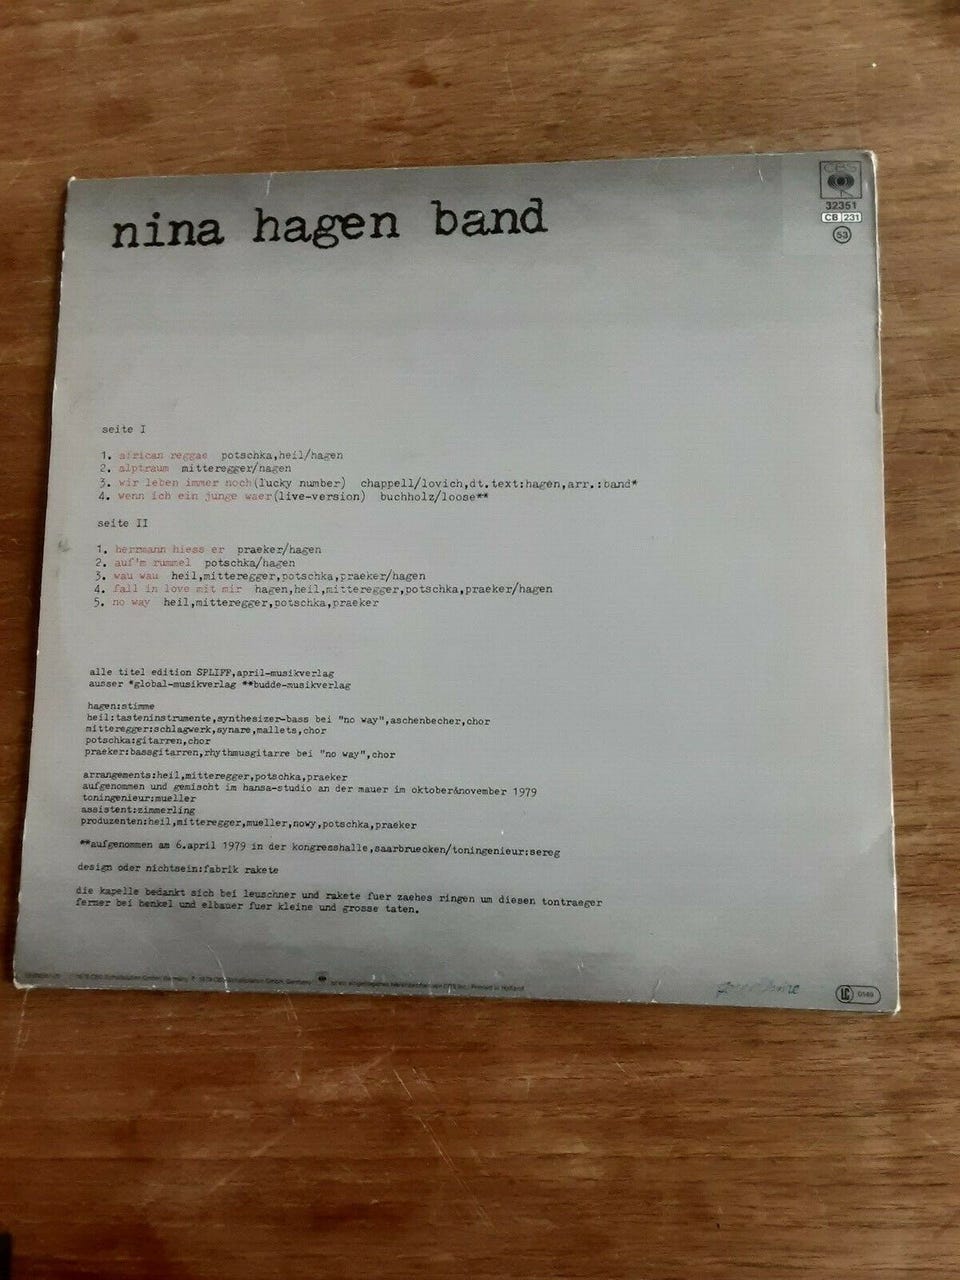 nina hagen band
CBS
32351
CB 231
53
seite I
1. african reggae potschka,heil/hagen
2. alptraum mitteregger/hagen
3. wir leben immer noch(lucky number) chappell/lovich,dt.text:hagen,arr.:band*
4. wenn ich ein junge waer(live-version) buchholz/loose**
seite II
1. herrmann hiess er praeker/hagen
2. auf'm rummel potschka/hagen
3. wau wau heil,mitteregger,potschka,praeker/hagen
4. fall in love mit mir hagen,heil,mitteregger,potschka,praeker/hagen
5. no way heil,mitteregger,potschka,praeker
alle titel edition SPLIFF,april-musikverlag
ausser *global-musikverlag **budde-musikverlag
hagen:stimme
heil:tasteninstrumente,synthesizer-bass bei "no way",aschenbecher,chor
mitteregger:schlagwerk,synare,mallets,chor
potschka:gitarren,chor
praeker:bassgitarren,rhythmusgitarre bei "no way",chor
arrangements:heil,mitteregger,potschka,praeker
aufgenommen und gemischt im hansa-studio an der mauer im oktober&november 1979
toningenieur:mueller
assistent:zimmerling
produzenten:heil,mitteregger,mueller,nowy,potschka,praeker
**aufgenommen am 6.april 1979 in der kongresshalle,saarbruecken/toningenieur:sereg
design oder nichtsein:fabrik rakete
die kapelle bedankt sich bei leuschner und rakete fuer zaehes ringen um diesen tontraeger
ferner bei henkel und elbauer fuer kleine und grosse taten.
Printed in Holland
LC 0149